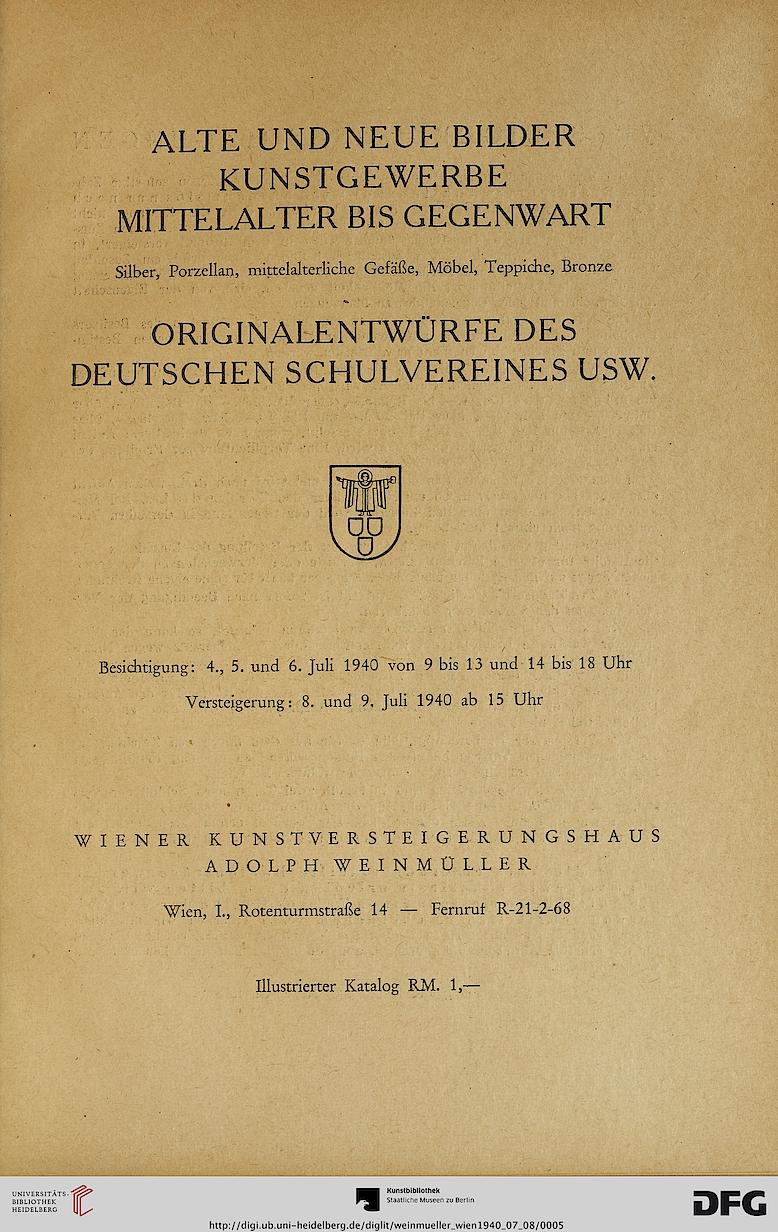 ALTE UND NEUE BILDER
KUNSTGEWERBE
MITTELALTER BIS GEGENWART
Silber, Porzellan, mittelalterliche Gefäße, Möbel, Teppiche, Bronze
ORIGINALENTWÜRFE DES
DEUTSCHEN SCHULVEREINES USW.
Besichtigung: 4., 5. und 6. Juli 1940 von 9 bis 13 und 14 bis 18 Uhr
Versteigerung: 8. und 9. Juli 1940 ab 15 Uhr
WIENER KUNSTVERSTEIGERUNGSHAUS
ADOLPH WEINMÜLLER
Wien, I., Rotenturmstraße 14 — Fernruf R-21-2-68
Illustrierter Katalog RM. 1,—
UNIVERSITÄTS-
BIBLIOTHEK
HEIDELBERG
Kunstbibliothek
Staatliche Museen zu Berlin
DFG
http://digi.ub.uni-heidelberg.de/diglit/weinmueller_wien1940_07_08/0005